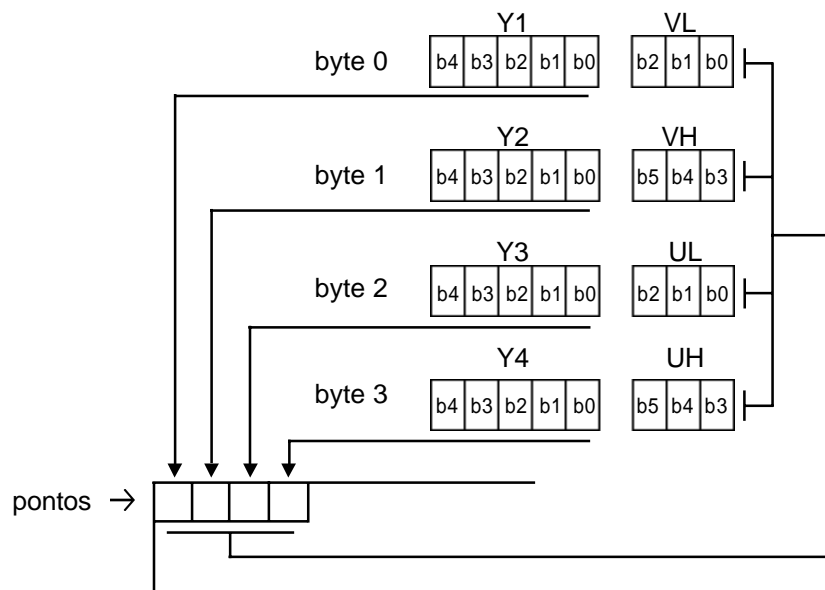 Y1 VL
byte 0 b4 b3 b2 b1 b0 b2 b1 b0
Y2 VH
byte 1 b4 b3 b2 b1 b0 b5 b4 b3
Y3 UL
byte 2 b4 b3 b2 b1 b0 b2 b1 b0
Y4 UH
byte 3 b4 b3 b2 b1 b0 b5 b4 b3
pontos